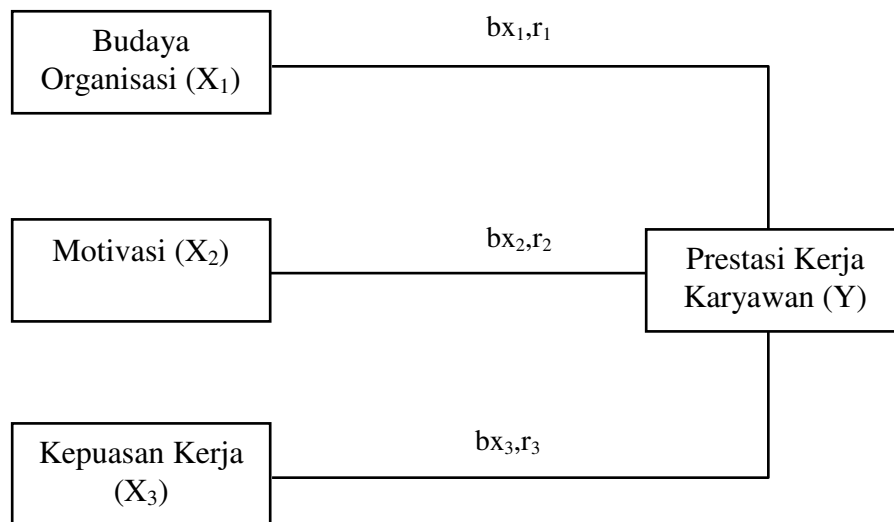 Budaya
Organisasi (X₁)
bx₁,r₁
Motivasi (X₂)
bx₂,r₂
Prestasi Kerja
Karyawan (Y)
Kepuasan Kerja
(X₃)
bx₃,r₃